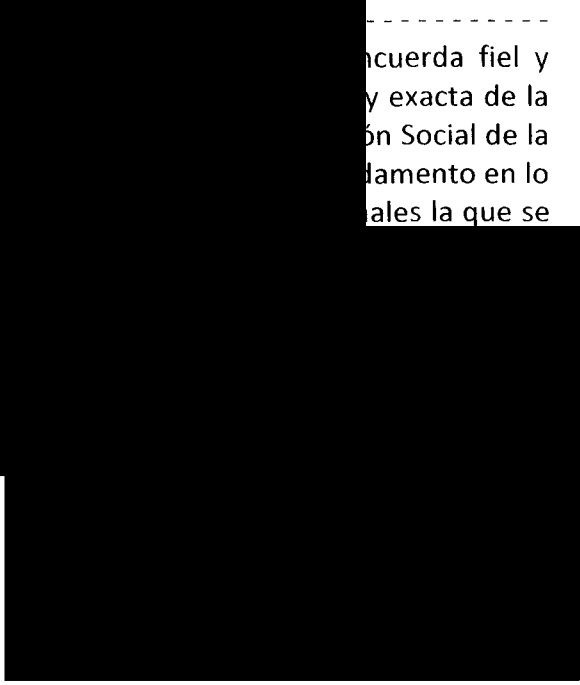 - - - - - - - - - - - - -
ncuerda fiel y
y exacta de la
ón Social de la
damento en lo
ales la que se